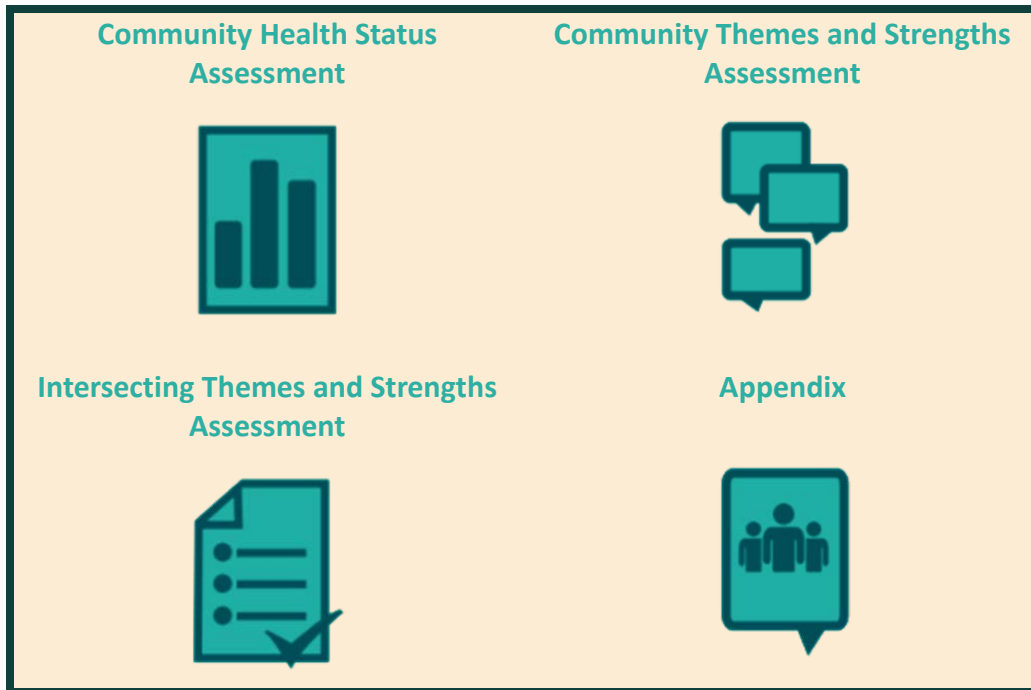 Community Health Status
Assessment
Community Themes and Strengths
Assessment
Intersecting Themes and Strengths
Assessment
Appendix